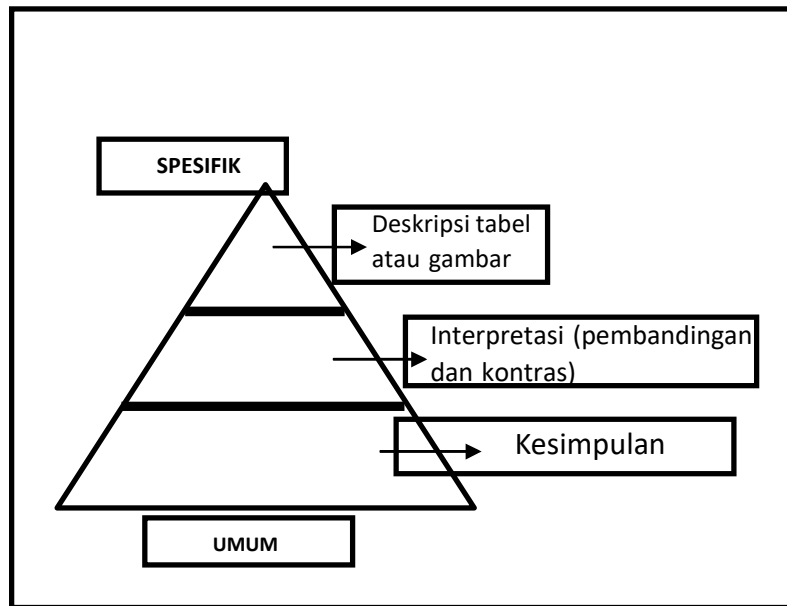 SPESIFIK
Deskripsi tabel
atau gambar
Interpretasi (pembandingan
dan kontras)
Kesimpulan
UMUM